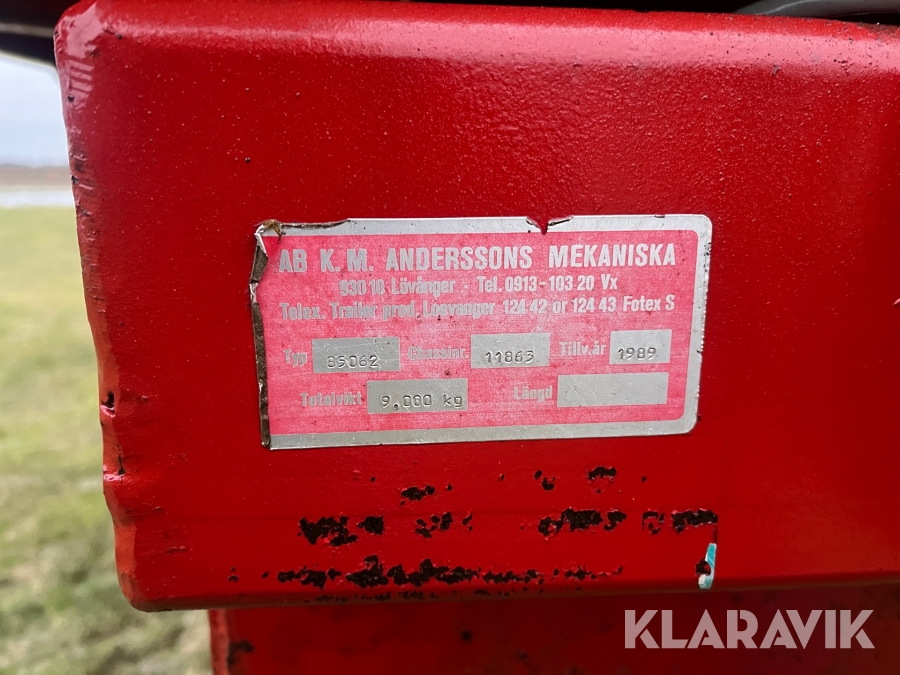 AB K.M. ANDERSSONS MEKANISKA
930 10 Lövånger - Tel. 0913-103 20 Vx
Telex. Trailer prod. Loevanger 124 42 or 124 43 Fotex S
Typ 85062 Chassinr. 11863 Tillv.år 1989
Totalvikt 9,000 kg Längd
KLARAVIK